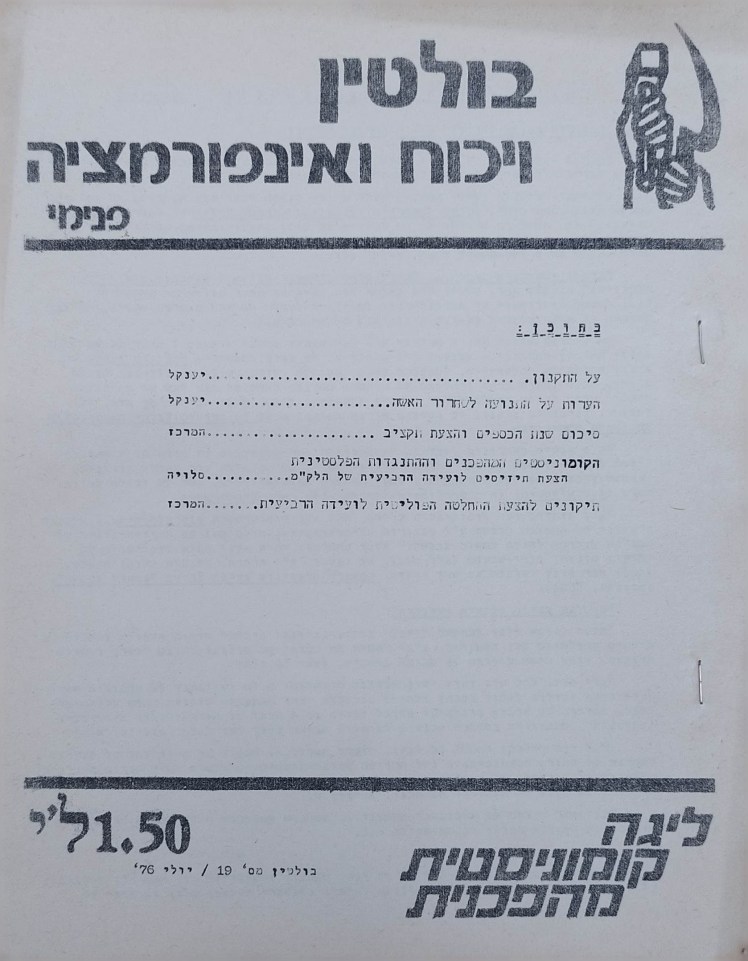 בולטין
ויכוח ואינפורמציה
פנימי
בתוכן:
על התקנון. ......................................יענקל
הערות על התנועה לשחרור האשה......................יענקל
סיכום שנת הכספים והצעת תקציב ...................המרכז
הקומוניסטים המהפכנים וההתנגדות הפלסטינית
הצעת תיזיסים לועידה הרביעית של הלק"מ...........סלויה
תיקונים להצעת ההחלטה הפוליטית לועידה הרביעית.......המרכז
1.50 ל"י
בולטין מס' 19 / יולי 76'
ליגה
קומוניסטית
מהפכנית